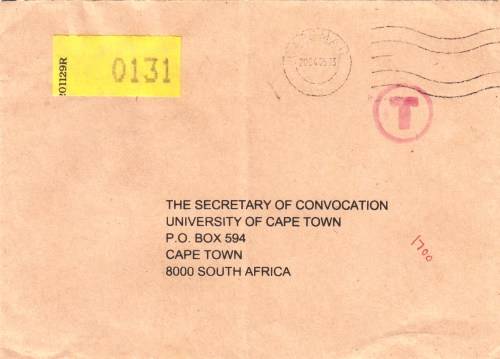 201129R
0131
T
THE SECRETARY OF CONVOCATION
UNIVERSITY OF CAPE TOWN
P.O. BOX 594
CAPE TOWN
8000 SOUTH AFRICA
1700